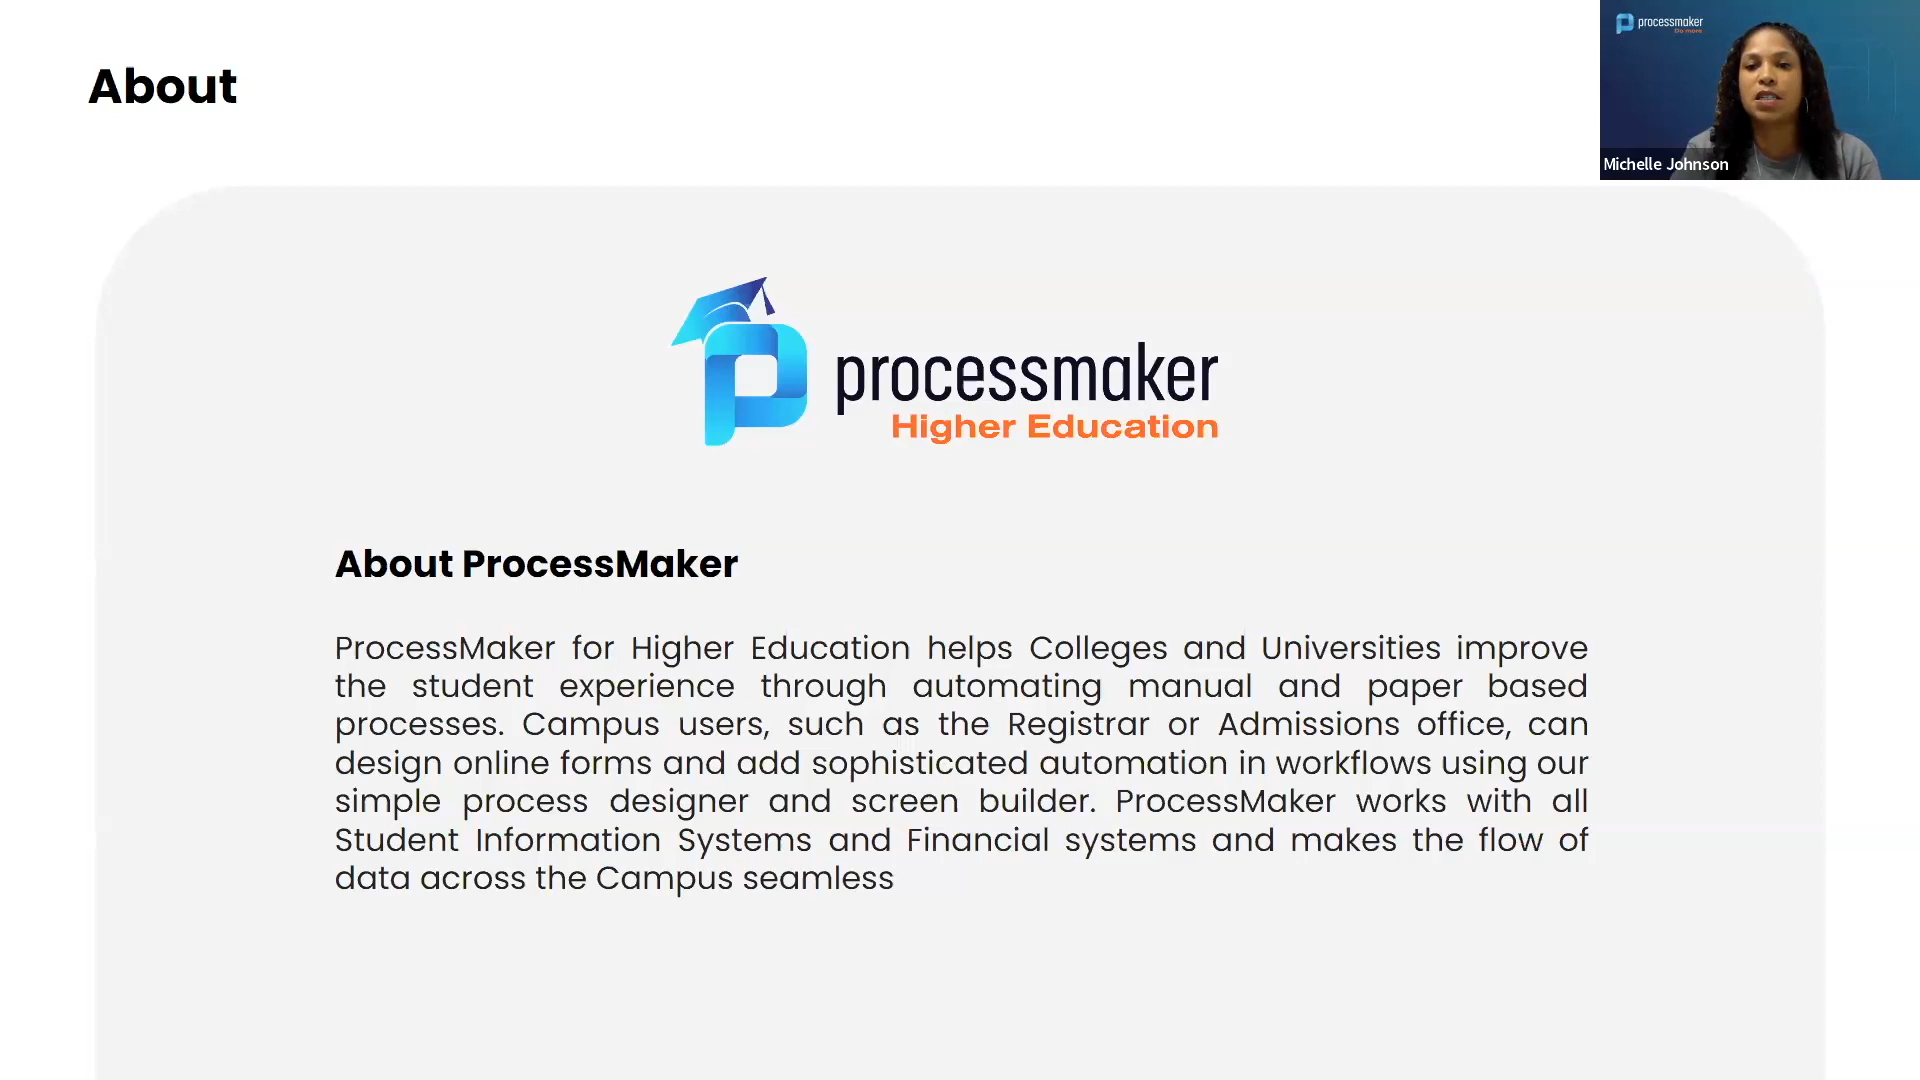 About
processmaker
Do more
Michelle Johnson
processmaker
Higher Education
About ProcessMaker
ProcessMaker for Higher Education helps Colleges and Universities improve
the student experience through automating manual and paper based
processes. Campus users, such as the Registrar or Admissions office, can
design online forms and add sophisticated automation in workflows using our
simple process designer and screen builder. ProcessMaker works with all
Student Information Systems and Financial systems and makes the flow of
data across the Campus seamless